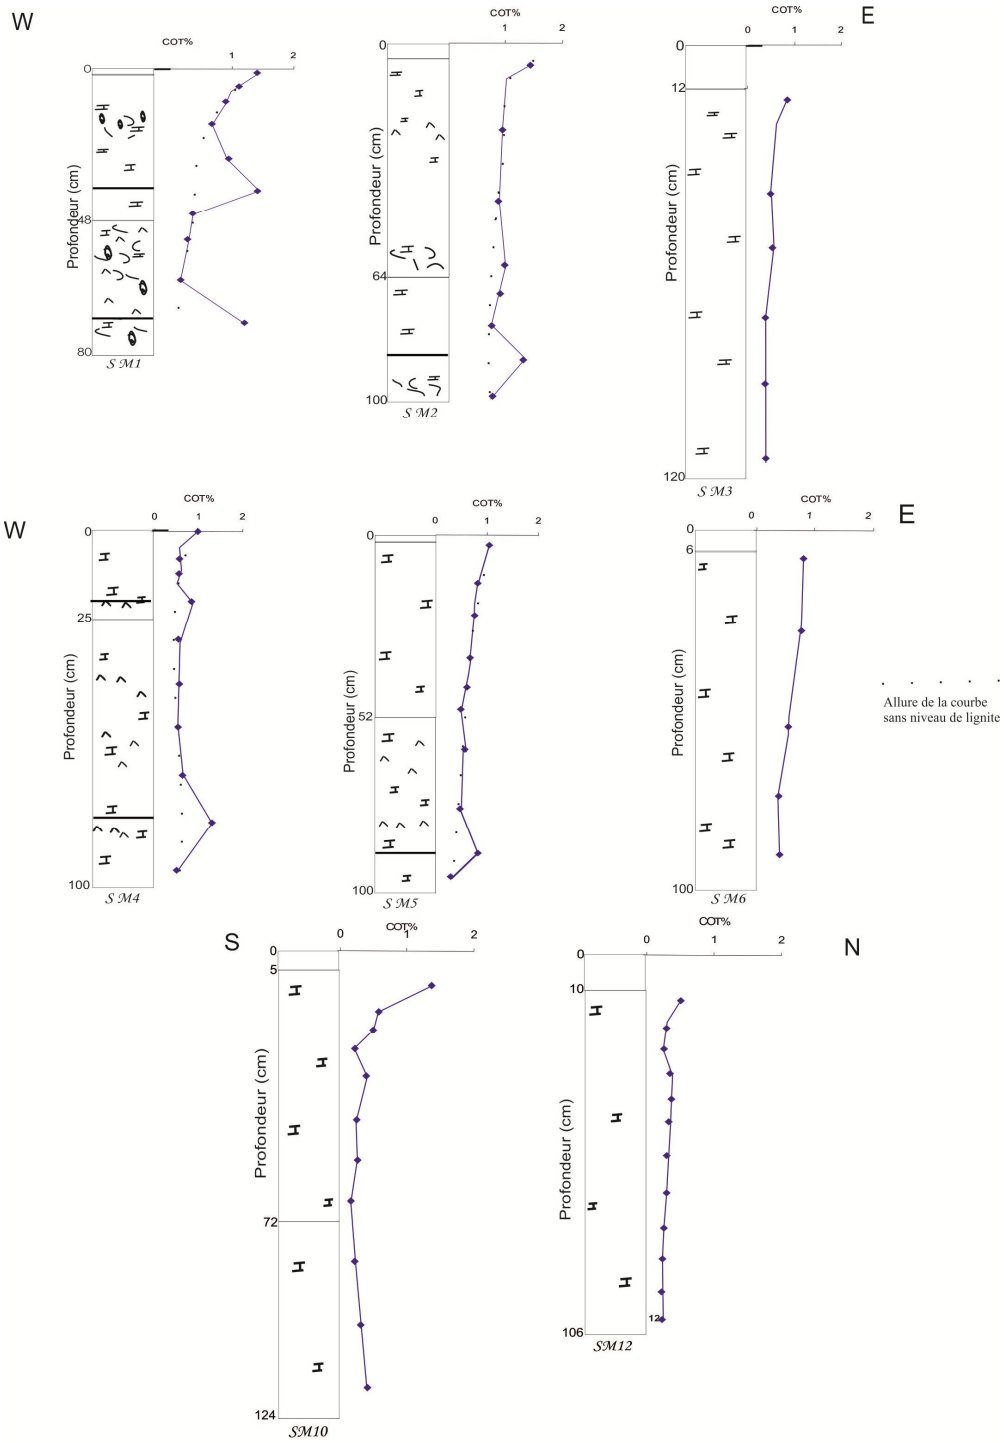 W
COT%
1
2
0
Profondeur (cm)
48
80
S M1
COT%
1
2
0
Profondeur (cm)
64
100
S M2
E
COT%
0
1
2
0
12
Profondeur (cm)
120
S M3
W
COT%
0
1
2
0
25
Profondeur (cm)
100
S M4
COT%
0
1
2
0
52
Profondeur (cm)
100
S M5
E
COT%
0
1
2
0
6
Profondeur (cm)
100
S M6
Allure de la courbe
sans niveau de lignite
S
COT%
0
1
2
0
5
Profondeur (cm)
72
124
SM10
N
COT%
0
1
2
0
10
Profondeur (cm)
12
106
SM12